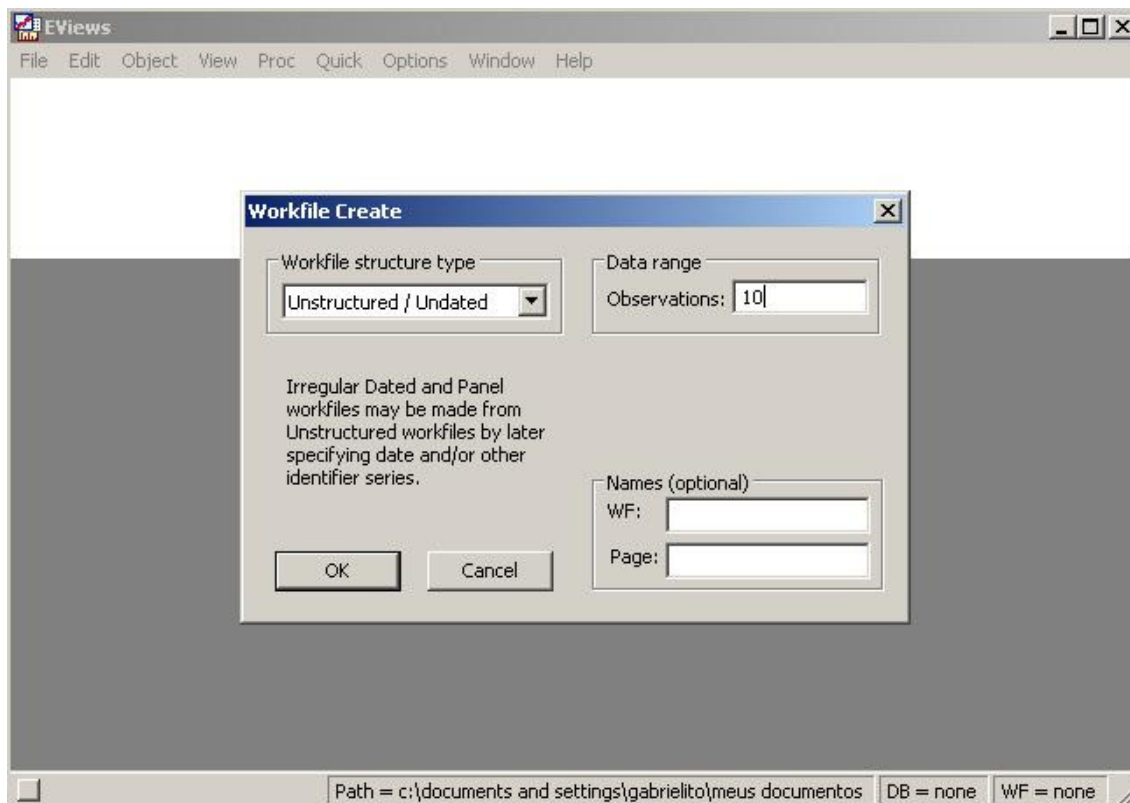 EViews
File Edit Object View Proc Quick Options Window Help
Workfile Create
Workfile structure type
Unstructured / Undated
Data range
Observations: 10
Irregular Dated and Panel
workfiles may be made from
Unstructured workfiles by later
specifying date and/or other
identifier series.
Names (optional)
WF:
Page:
OK Cancel
Path = c:\documents and settings\gabrielito\meus documentos DB = none WF = none